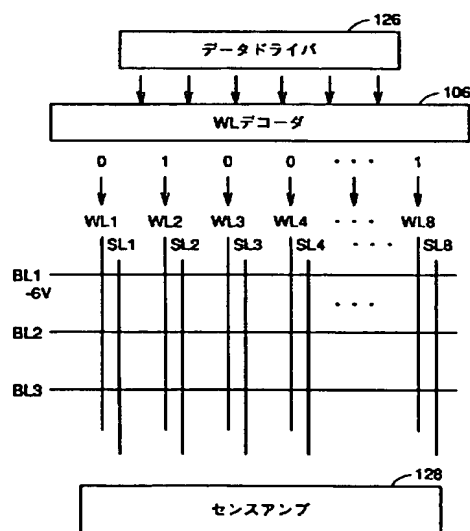 126
データドライバ
106
WLデコーダ
0 1 0 0 ・・・ 1
WL1 WL2 WL3 WL4 ・・・ WL8
SL1 SL2 SL3 SL4 ・・・ SL8
BL1
-6V
・・・
BL2
BL3
128
センスアンプ